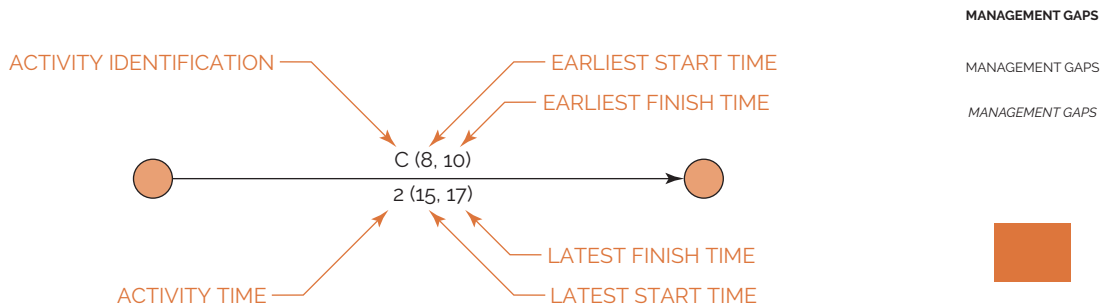 MANAGEMENT GAPS
ACTIVITY IDENTIFICATION
EARLIEST START TIME
MANAGEMENT GAPS
EARLIEST FINISH TIME
MANAGEMENT GAPS
C (8, 10)
2 (15, 17)
LATEST FINISH TIME
ACTIVITY TIME
LATEST START TIME